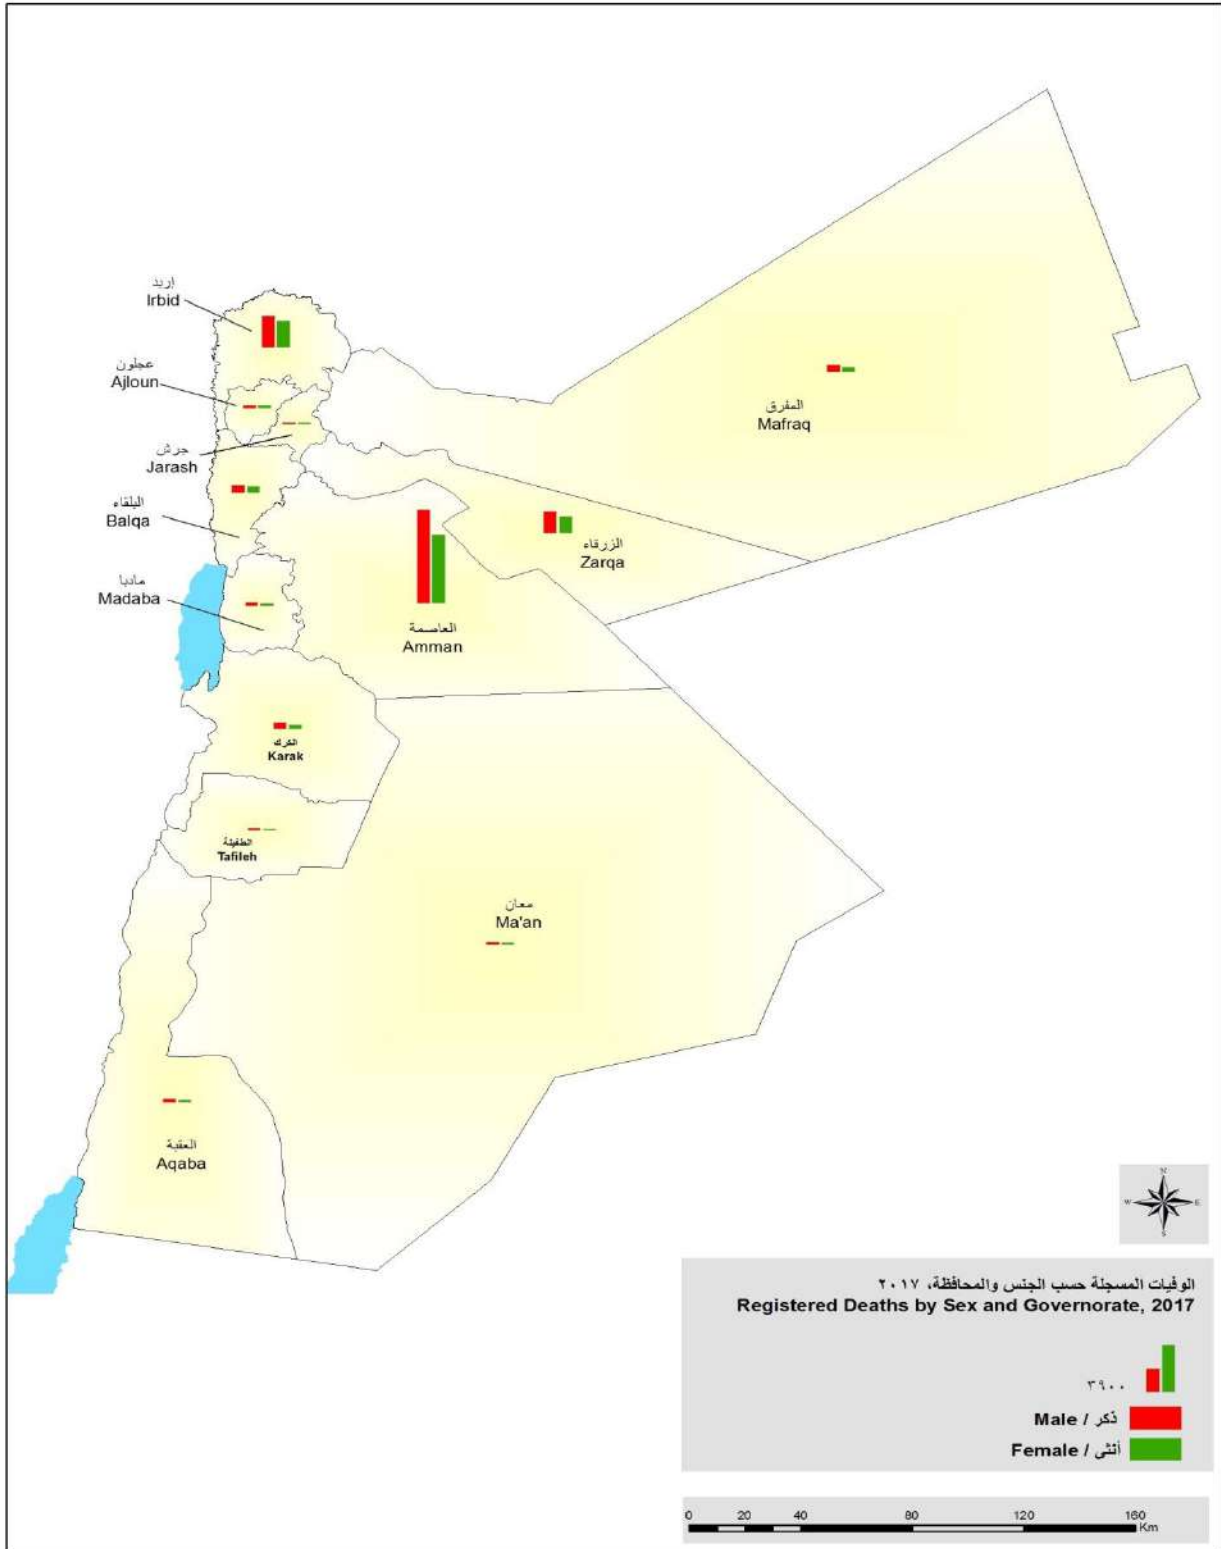 إربد
Irbid
عجلون
Ajloun
جرش
Jarash
البلقاء
Balqa
مادبا
Madaba
المفرق
Mafraq
الزرقاء
Zarqa
العاصمة
Amman
الكرك
Karak
الطفيلة
Tafileh
معان
Ma'an
العقبة
Aqaba
N
W E
S
الوفيات المسجلة حسب الجنس والمحافظة، ٢٠١٧
Registered Deaths by Sex and Governorate, 2017
٣٩٠٠
Male / ذكر
Female / أنثى
0 20 40 80 120 160
Km